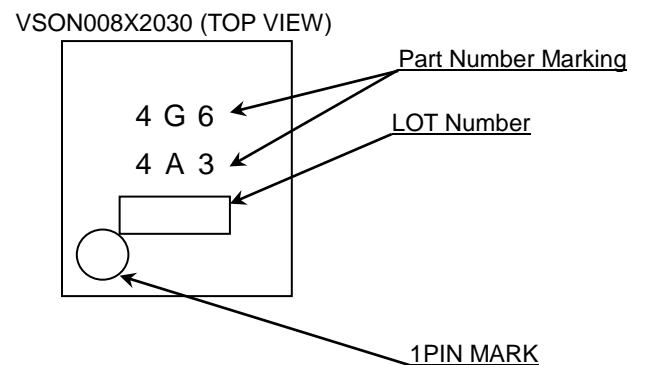 VSON008X2030 (TOP VIEW)
Part Number Marking
4 G 6
LOT Number
4 A 3
1PIN MARK